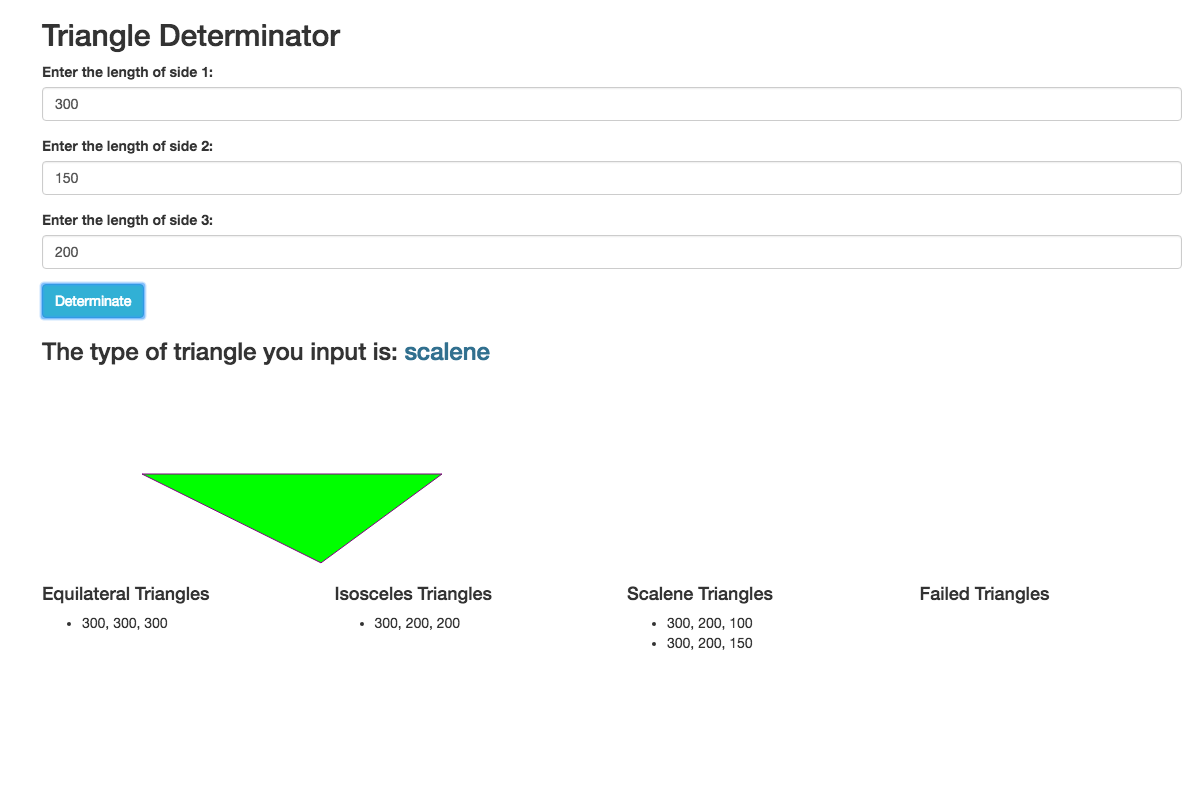 Triangle Determinator
Enter the length of side 1:
300
Enter the length of side 2:
150
Enter the length of side 3:
200
Determinate
The type of triangle you input is: scalene
Equilateral Triangles
• 300, 300, 300
Isosceles Triangles
• 300, 200, 200
Scalene Triangles
• 300, 200, 100
• 300, 200, 150
Failed Triangles